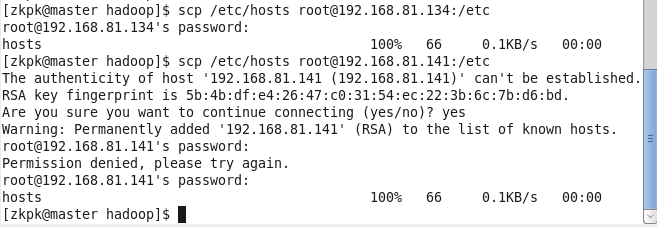 [zkpk@master hadoop]$ scp /etc/hosts root@192.168.81.134:/etc
root@192.168.81.134's password:
hosts 100% 66 0.1KB/s 00:00
[zkpk@master hadoop]$ scp /etc/hosts root@192.168.81.141:/etc
The authenticity of host '192.168.81.141 (192.168.81.141)' can't be established.
RSA key fingerprint is 5b:4b:df:e4:26:47:c0:31:54:ec:22:3b:6c:7b:d6:bd.
Are you sure you want to continue connecting (yes/no)? yes
Warning: Permanently added '192.168.81.141' (RSA) to the list of known hosts.
root@192.168.81.141's password:
Permission denied, please try again.
root@192.168.81.141's password:
hosts 100% 66 0.1KB/s 00:00
[zkpk@master hadoop]$